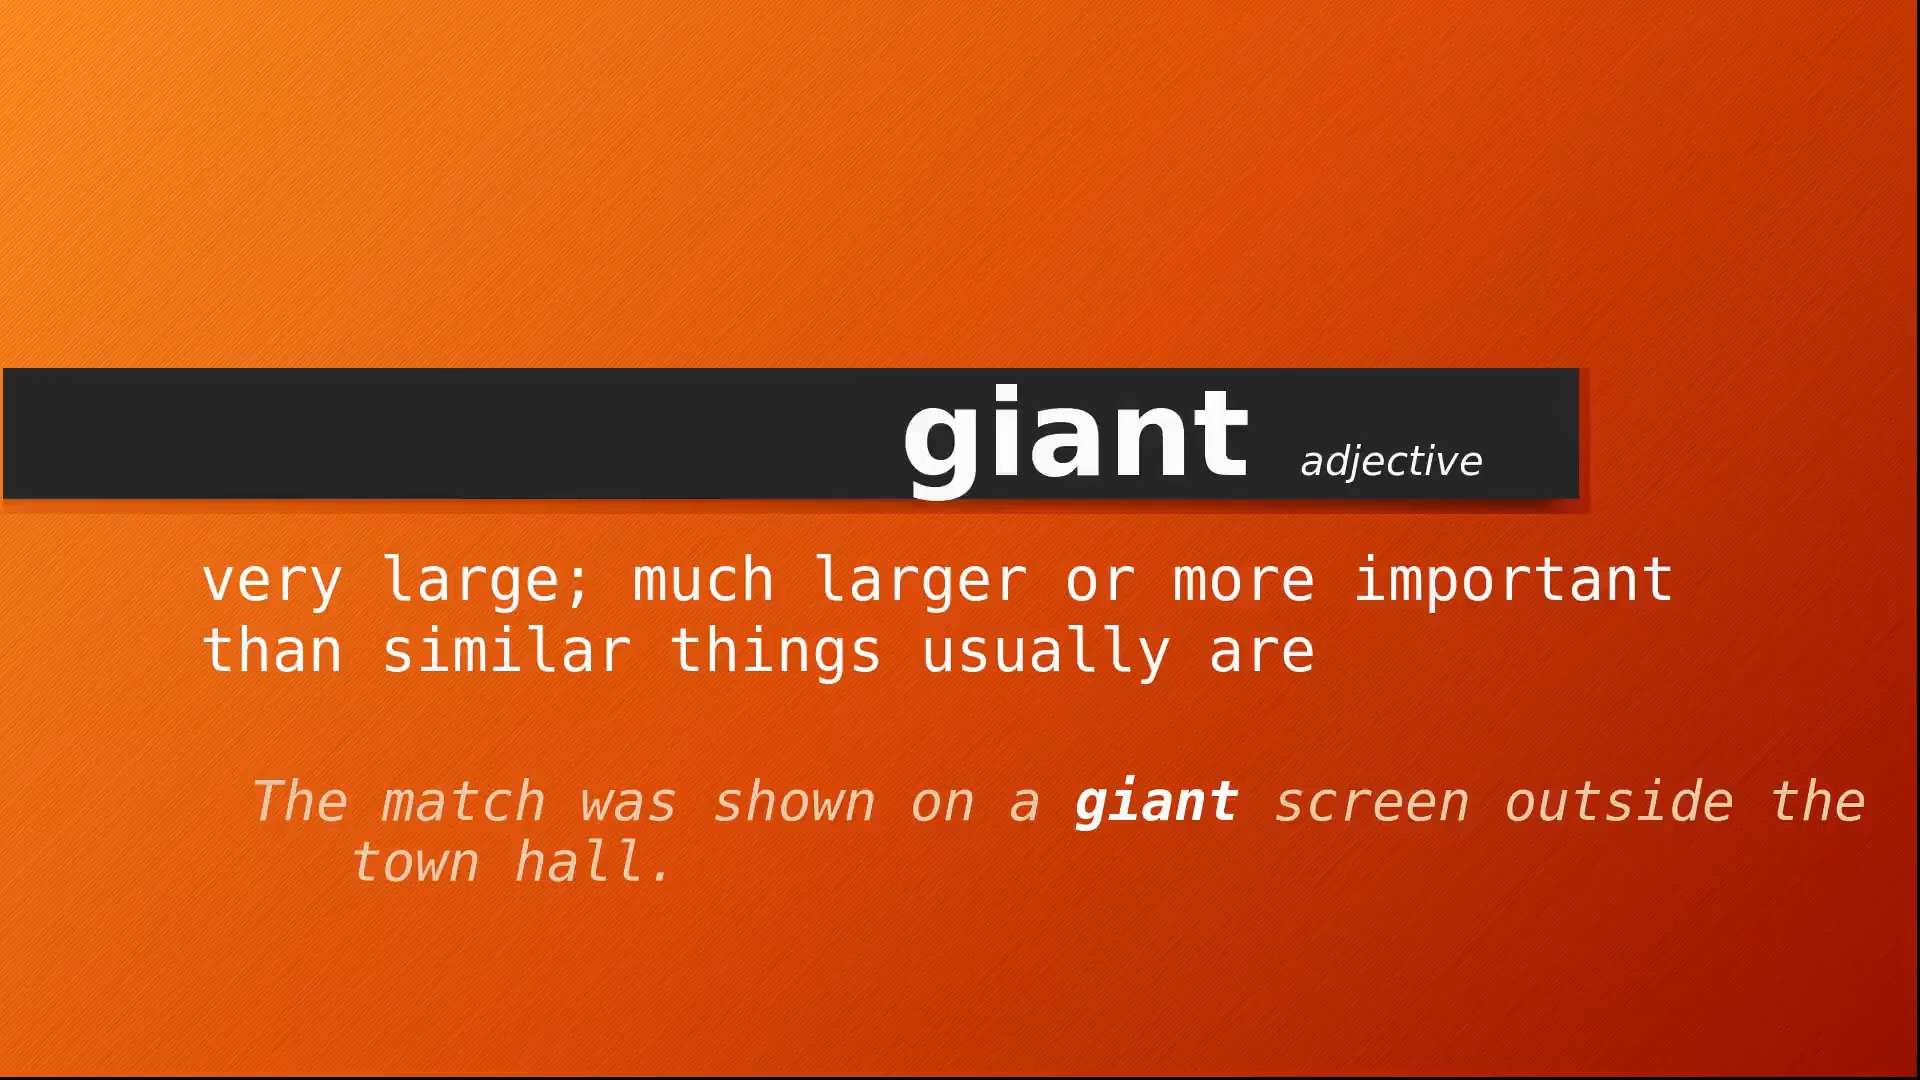 giant adjective
very large; much larger or more important
than similar things usually are
The match was shown on a giant screen outside the
town hall.